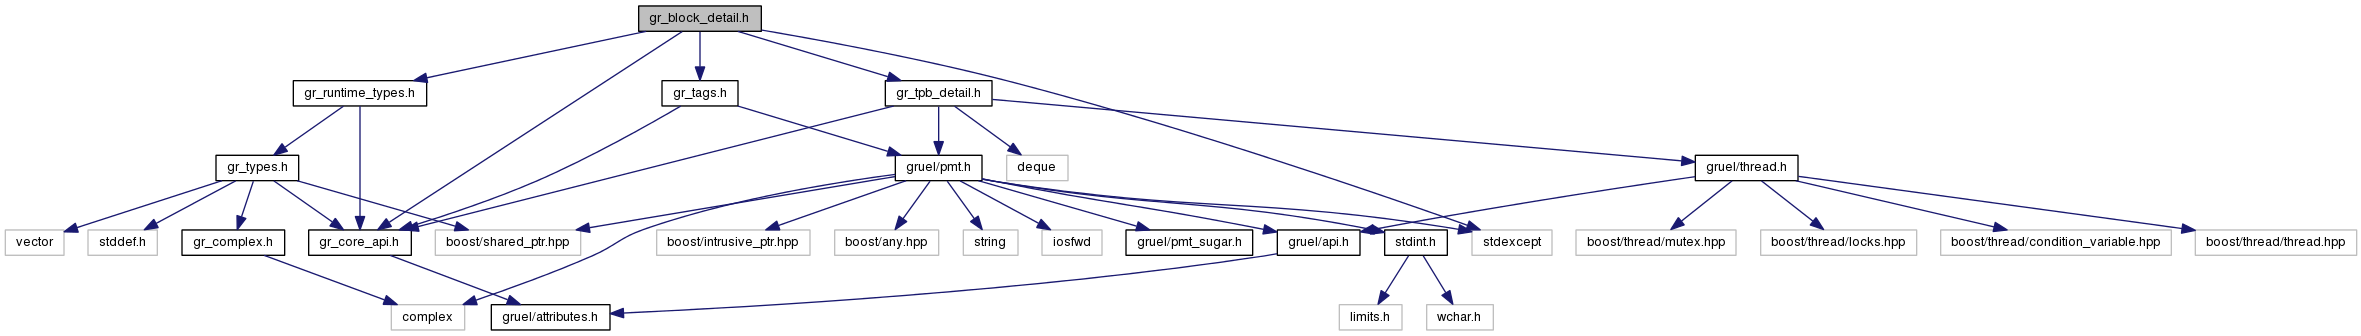 gr_block_detail.h
gr_runtime_types.h
gr_tags.h
gr_tpb_detail.h
gr_types.h
gruel/pmt.h
deque
gruel/thread.h
vector
stddef.h
gr_complex.h
gr_core_api.h
boost/shared_ptr.hpp
boost/intrusive_ptr.hpp
boost/any.hpp
string
iosfwd
gruel/pmt_sugar.h
gruel/api.h
stdint.h
stdexcept
boost/thread/mutex.hpp
boost/thread/locks.hpp
boost/thread/condition_variable.hpp
boost/thread/thread.hpp
complex
gruel/attributes.h
limits.h
wchar.h